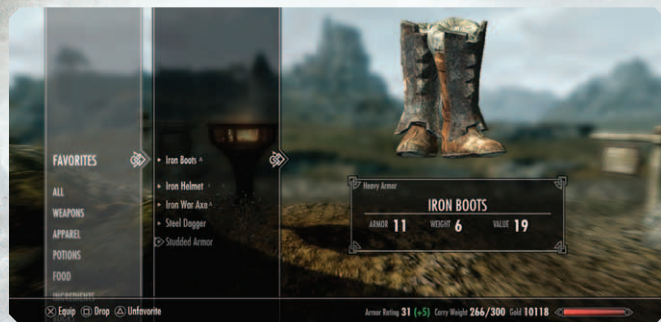 FAVORITES
ALL
WEAPONS
APPAREL
POTIONS
FOOD
INGREDIENTS
Iron Boots
Iron Helmet
Iron War Axe
Steel Dagger
Studded Armor
Heavy Armor
IRON BOOTS
ARMOR 11 WEIGHT 6 VALUE 19
Equip Drop Unfavorite
Armor Rating 31 (+5) Carry Weight 266/300 Gold 10118